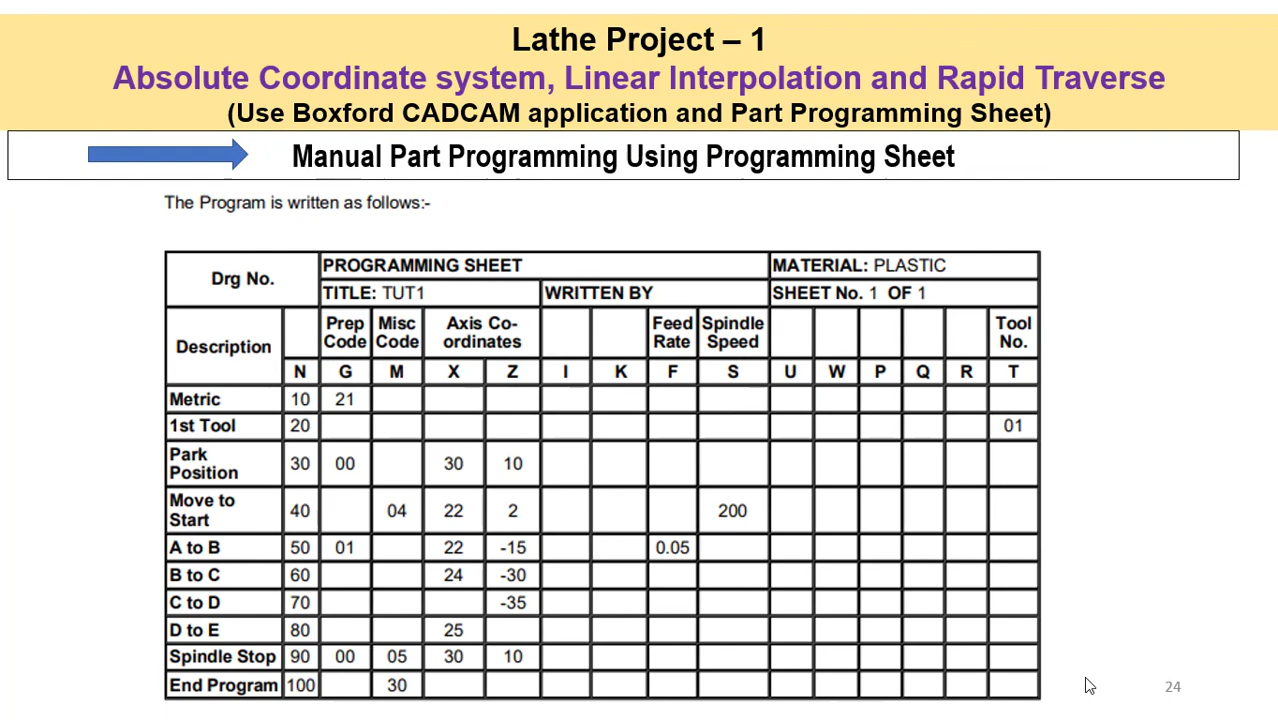 Lathe Project – 1
Absolute Coordinate system, Linear Interpolation and Rapid Traverse
(Use Boxford CADCAM application and Part Programming Sheet)
Manual Part Programming Using Programming Sheet
The Program is written as follows:-
Drg No.
PROGRAMMING SHEET
MATERIAL: PLASTIC
TITLE: TUT1
WRITTEN BY
SHEET No. 1 OF 1
Description
Prep Code
Misc Code
Axis Co-ordinates
Feed Rate
Spindle Speed
Tool No.
N G M X Z I K F S U W P Q R T
Metric 10 21
1st Tool 20 01
Park Position 30 00 30 10
Move to Start 40 04 22 2 200
A to B 50 01 22 -15 0.05
B to C 60 24 -30
C to D 70 -35
D to E 80 25
Spindle Stop 90 00 05 30 10
End Program 100 30
24